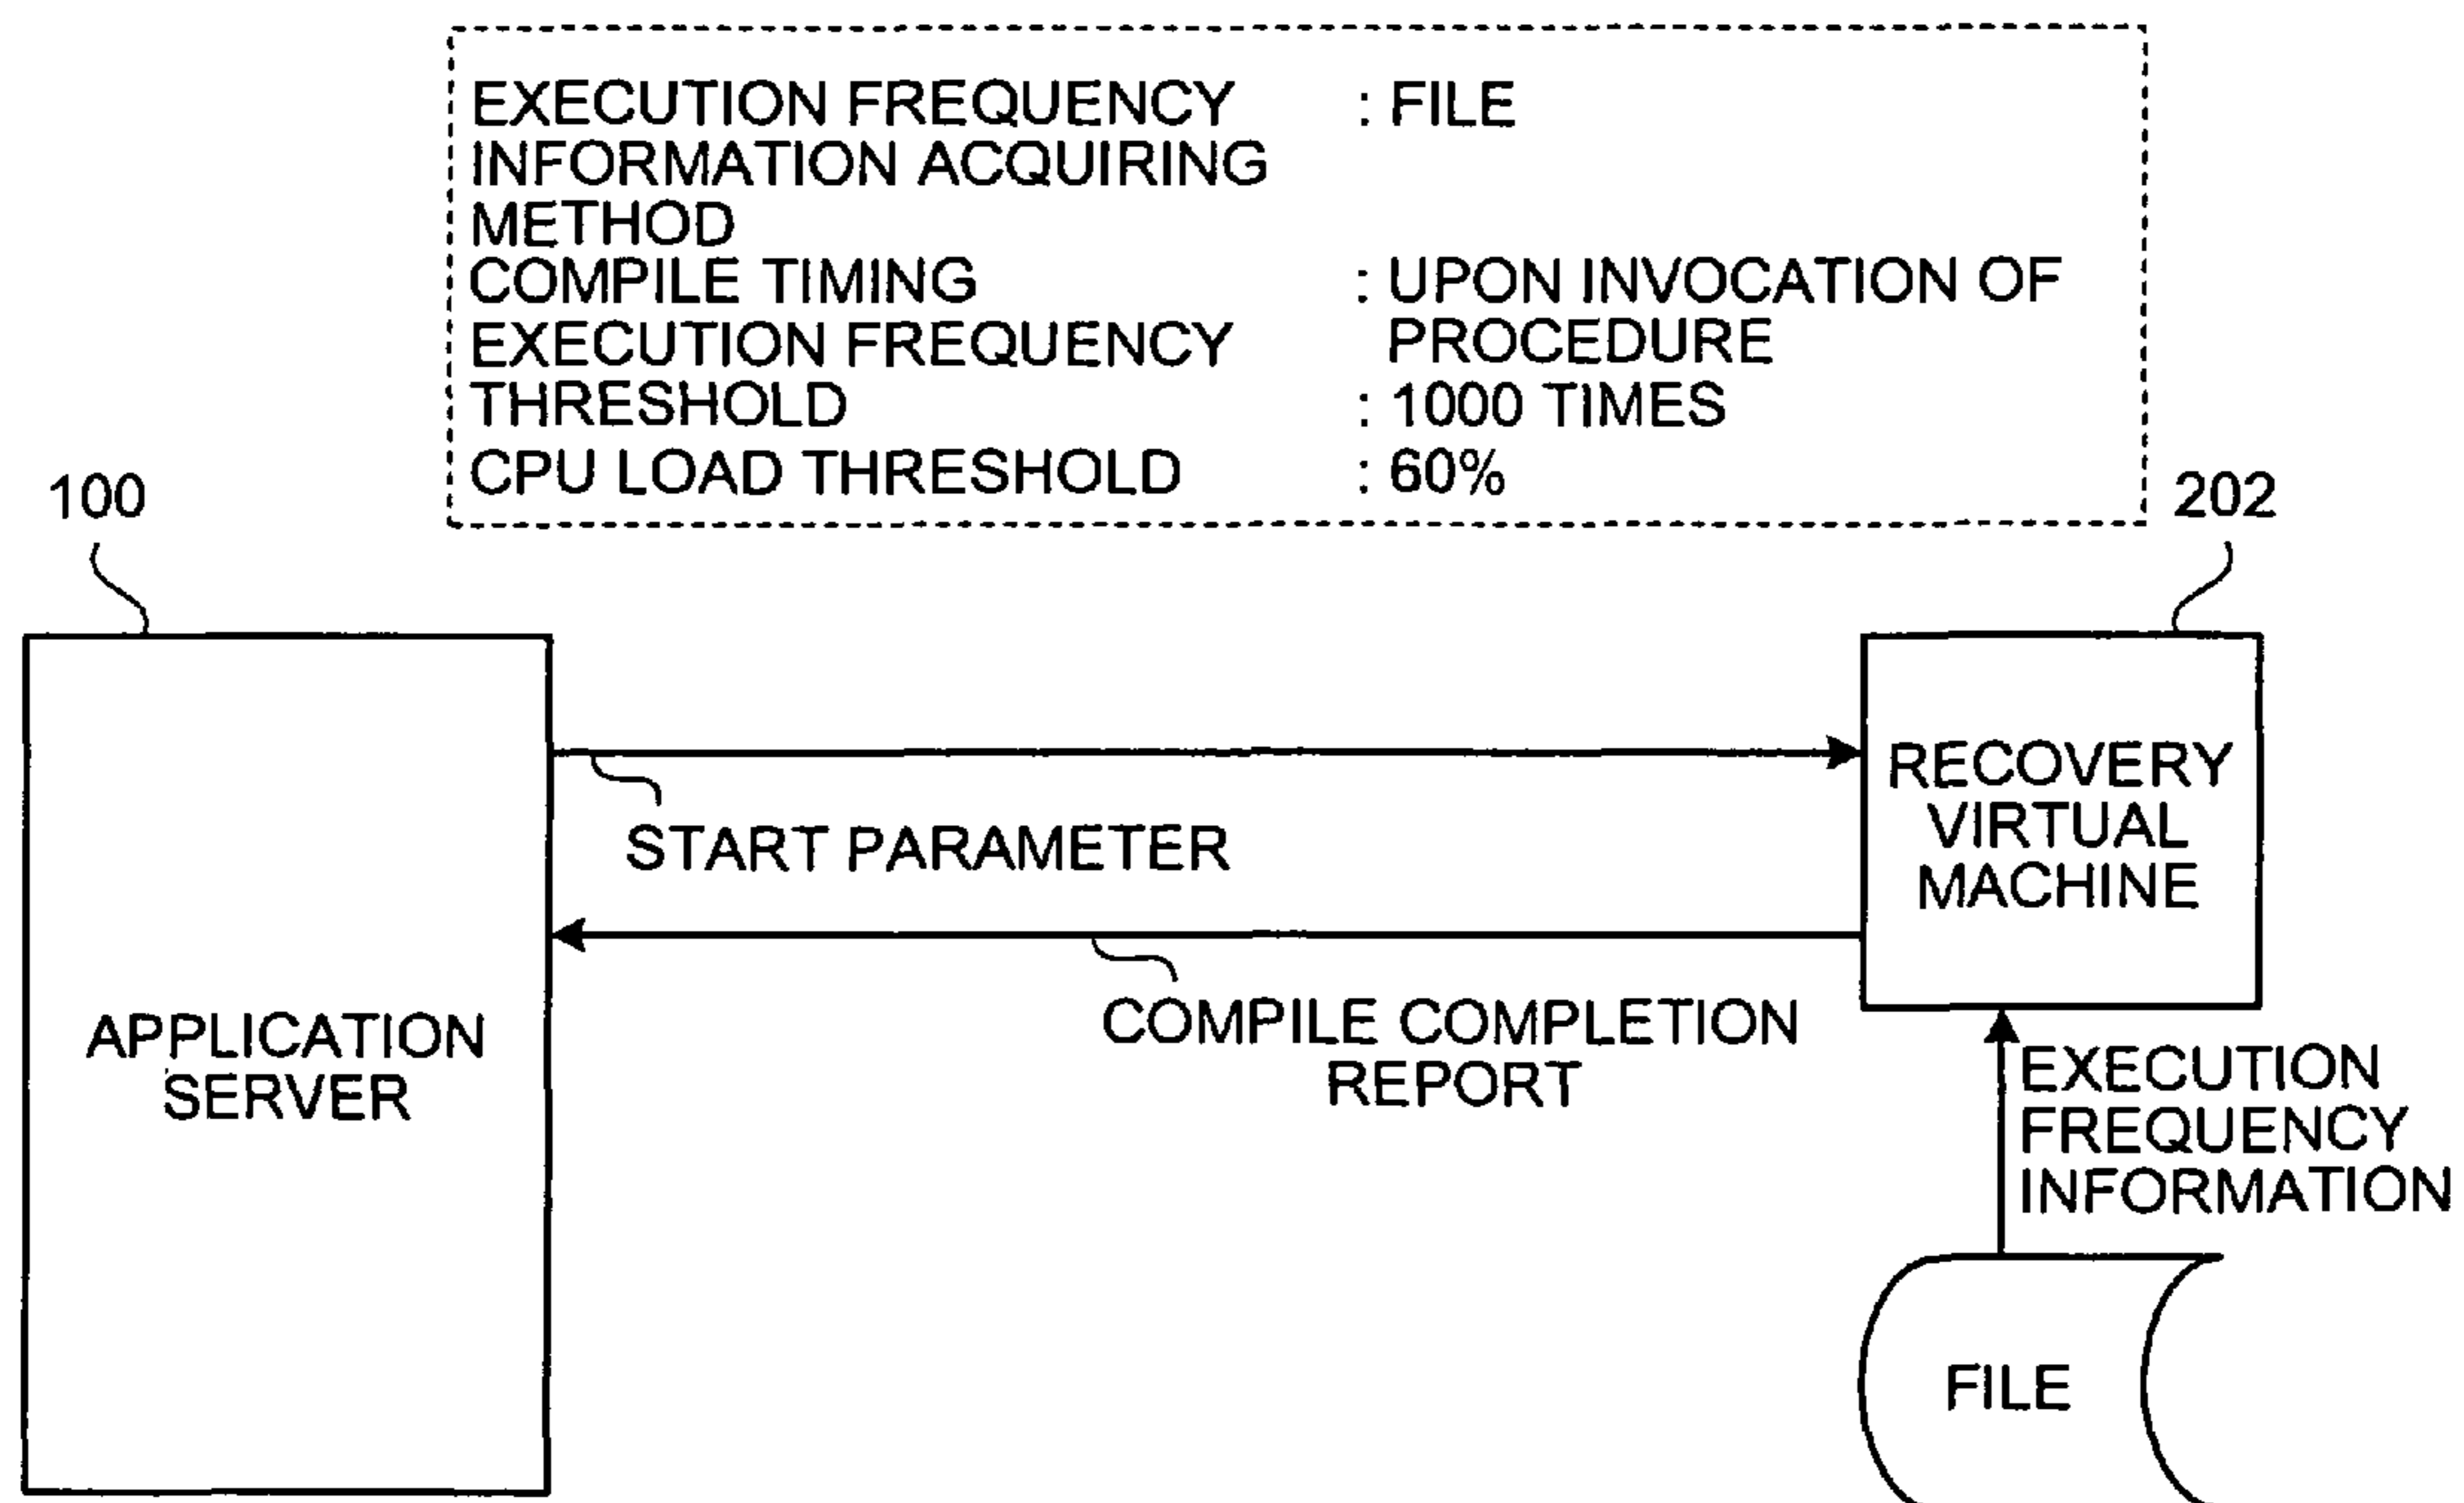 EXECUTION FREQUENCY : FILE
INFORMATION ACQUIRING
METHOD
COMPILE TIMING : UPON INVOCATION OF
EXECUTION FREQUENCY PROCEDURE
THRESHOLD : 1000 TIMES
CPU LOAD THRESHOLD : 60%
100
202
RECOVERY
VIRTUAL
MACHINE
START PARAMETER
COMPILE COMPLETION
REPORT
APPLICATION
SERVER
EXECUTION
FREQUENCY
INFORMATION
FILE